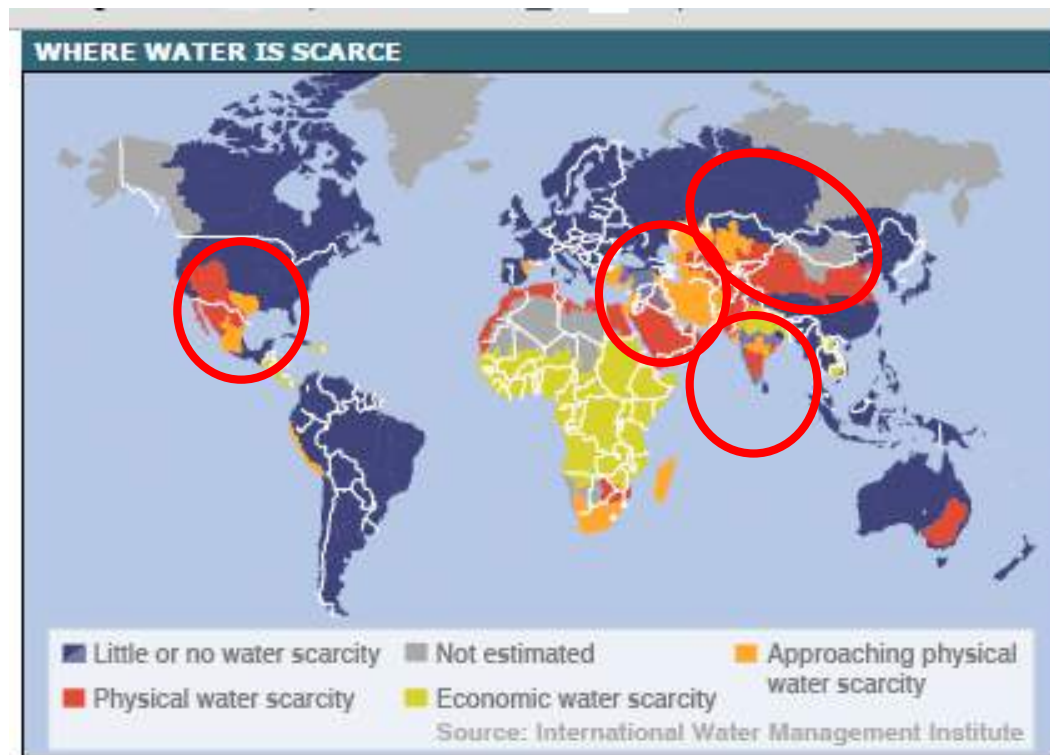 WHERE WATER IS SCARCE
Little or no water scarcity
Not estimated
Approaching physical
water scarcity
Physical water scarcity
Economic water scarcity
Source: International Water Management Institute